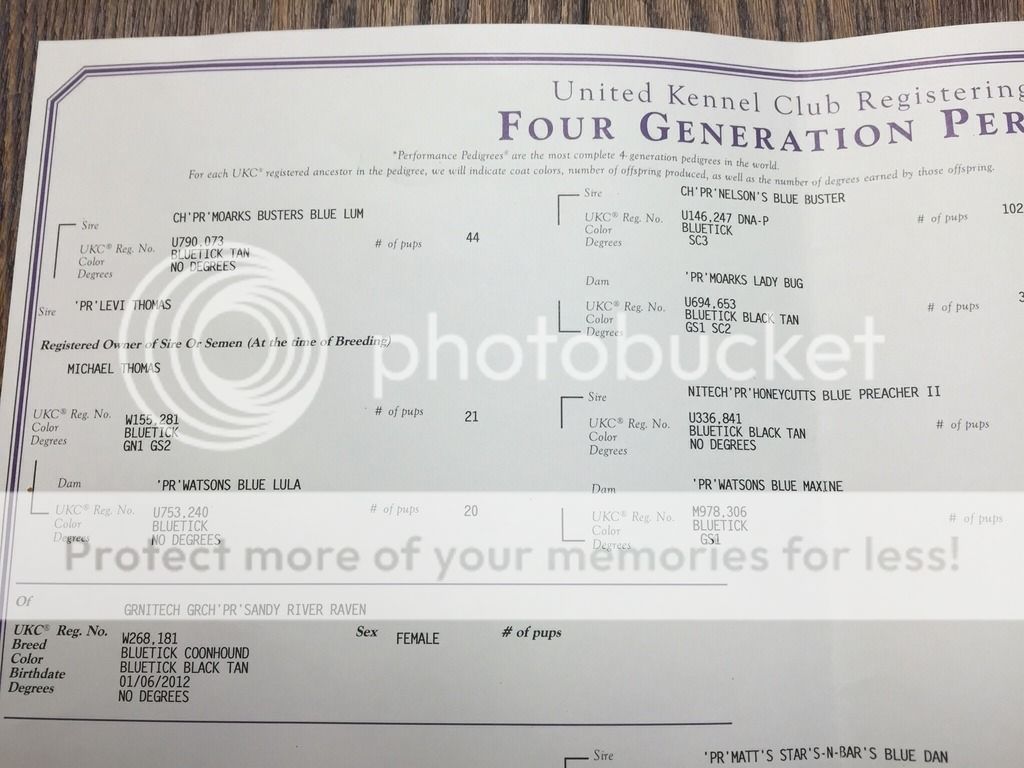 United Kennel Club Registering
FOUR GENERATION PER
*Performance Pedigrees® are the most complete 4-generation pedigrees in the world.
For each UKC® registered ancestor in the pedigree, we will indicate coat colors, number of offspring produced, as well as the number of degrees earned by those offspring.
Sire CH'PR'MOARKS BUSTERS BLUE LUM
UKC® Reg. No. U790,073 # of pups 44
Color BLUETICK TAN
Degrees NO DEGREES
Sire 'PR'LEVI THOMAS
Registered Owner of Sire Or Semen (At the time of Breeding)
MICHAEL THOMAS
UKC® Reg. No. W155,281 # of pups 21
Color BLUETICK
Degrees GN1 GS2
Dam 'PR'WATSONS BLUE LULA
UKC® Reg. No. U753,240 # of pups 20
Color BLUETICK
Degrees NO DEGREES
Sire CH'PR'NELSON'S BLUE BUSTER
UKC® Reg. No. U146,247 DNA-P # of pups 102
Color BLUETICK
Degrees SC3
Dam 'PR'MOARKS LADY BUG
UKC® Reg. No. U694,653 # of pups 3
Color BLUETICK BLACK TAN
Degrees GS1 SC2
Sire NITECH'PR'HONEYCUTTS BLUE PREACHER II
UKC® Reg. No. U336,841 # of pups
Color BLUETICK BLACK TAN
Degrees NO DEGREES
Dam 'PR'WATSONS BLUE MAXINE
UKC® Reg. No. M978,306 # of pups
Color BLUETICK
Degrees GS1
photobucket
Protect more of your memories for less!
Of GRNITECH GRCH'PR'SANDY RIVER RAVEN
UKC® Reg. No. W268,181 Sex FEMALE # of pups
Breed BLUETICK COONHOUND
Color BLUETICK BLACK TAN
Birthdate 01/06/2012
Degrees NO DEGREES
Sire 'PR'MATT'S STAR'S-N-BAR'S BLUE DAN